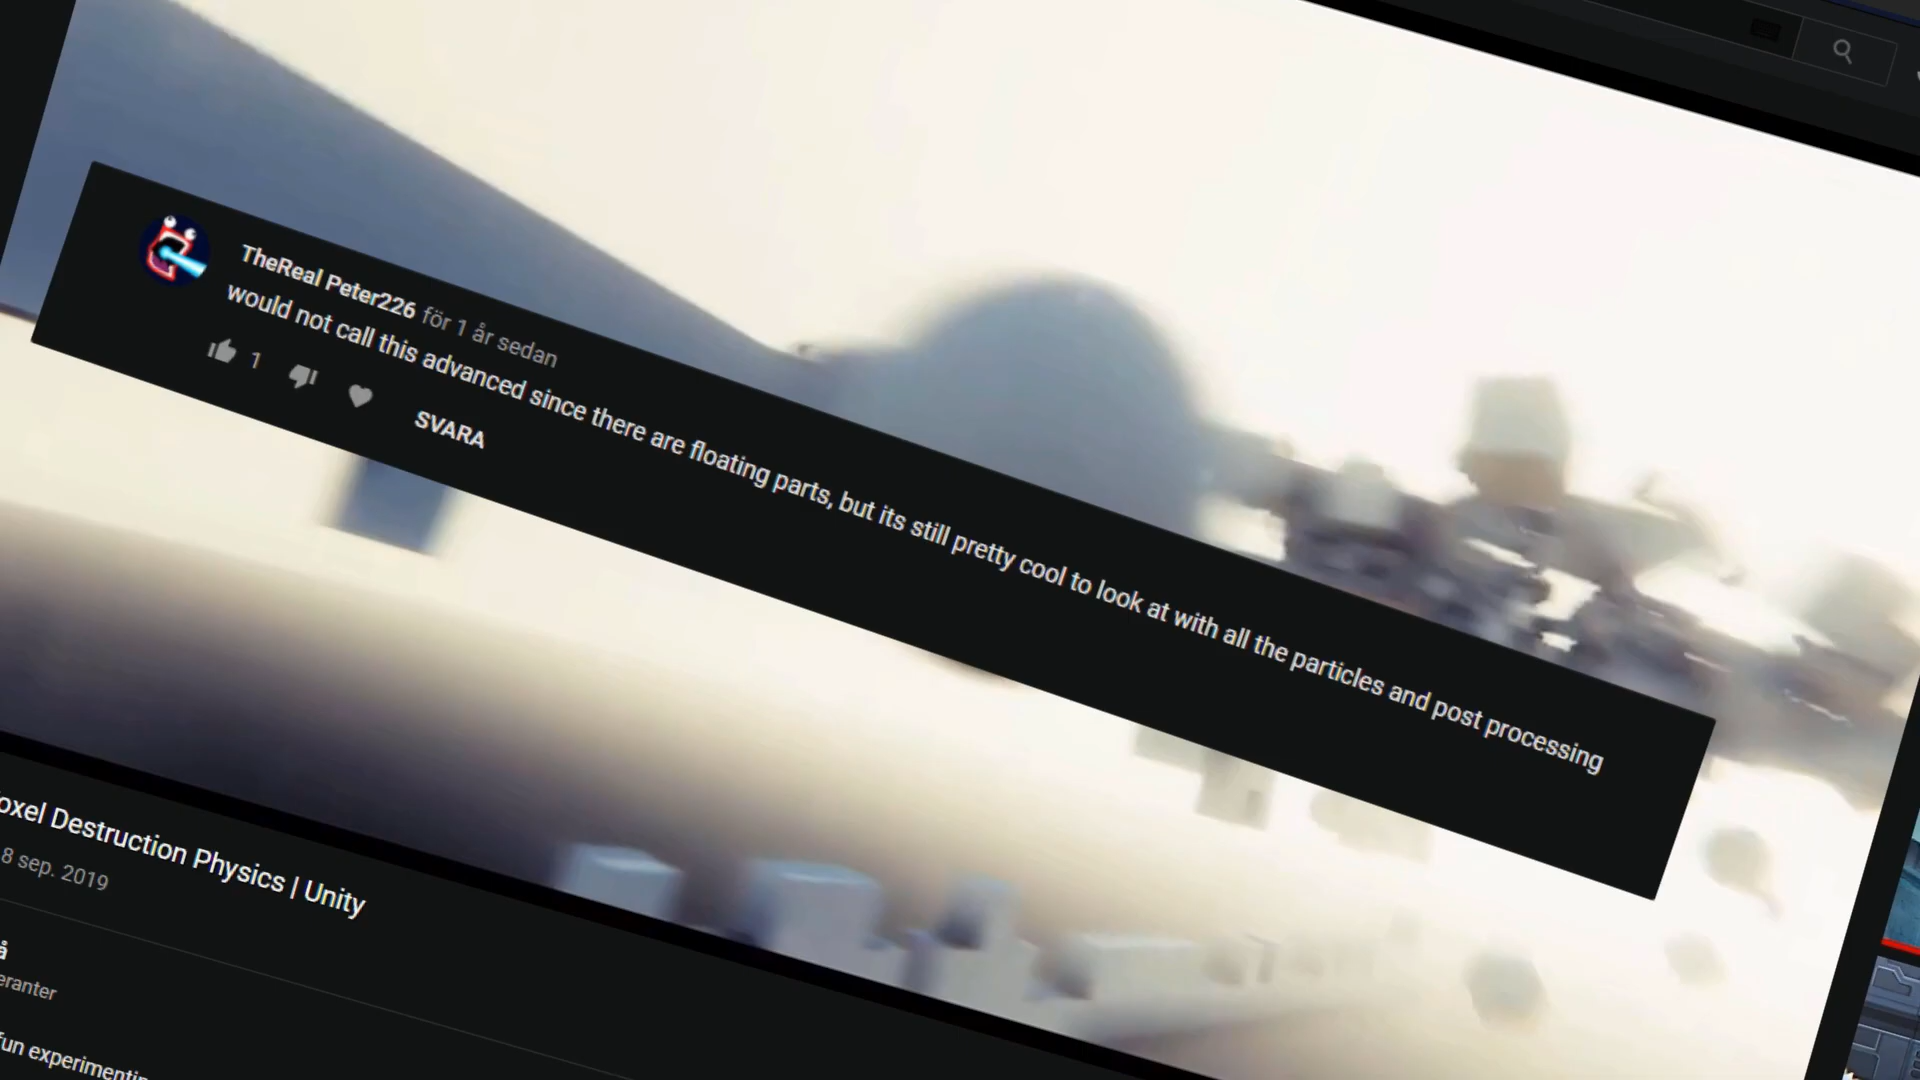 TheReal Peter226 för 1 år sedan
would not call this advanced since there are floating parts, but its still pretty cool to look at with all the particles and post processing
1
SVARA
oxel Destruction Physics | Unity
8 sep. 2019
å
eranter
fun experimentin